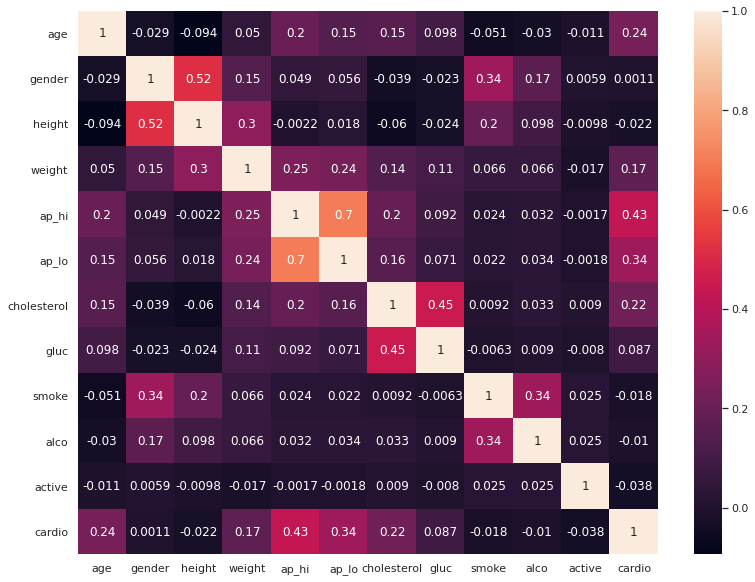 age 1 -0.029 -0.094 0.05 0.2 0.15 0.15 0.098 -0.051 -0.03 -0.011 0.24
gender -0.029 1 0.52 0.15 0.049 0.056 -0.039 -0.023 0.34 0.17 0.0059 0.0011
height -0.094 0.52 1 0.3 -0.0022 0.018 -0.06 -0.024 0.2 0.098 -0.0098 -0.022
weight 0.05 0.15 0.3 1 0.25 0.24 0.14 0.11 0.066 0.066 -0.017 0.17
ap_hi 0.2 0.049 -0.0022 0.25 1 0.7 0.2 0.092 0.024 0.032 -0.0017 0.43
ap_lo 0.15 0.056 0.018 0.24 0.7 1 0.16 0.071 0.022 0.034 -0.0018 0.34
cholesterol 0.15 -0.039 -0.06 0.14 0.2 0.16 1 0.45 0.0092 0.033 0.009 0.22
gluc 0.098 -0.023 -0.024 0.11 0.092 0.071 0.45 1 -0.0063 0.009 -0.008 0.087
smoke -0.051 0.34 0.2 0.066 0.024 0.022 0.0092 -0.0063 1 0.34 0.025 -0.018
alco -0.03 0.17 0.098 0.066 0.032 0.034 0.033 0.009 0.34 1 0.025 -0.01
active -0.011 0.0059 -0.0098 -0.017 -0.0017 -0.0018 0.009 -0.008 0.025 0.025 1 -0.038
cardio 0.24 0.0011 -0.022 0.17 0.43 0.34 0.22 0.087 -0.018 -0.01 -0.038 1
age gender height weight ap_hi ap_lo cholesterol gluc smoke alco active cardio
1.0
0.8
0.6
0.4
0.2
0.0